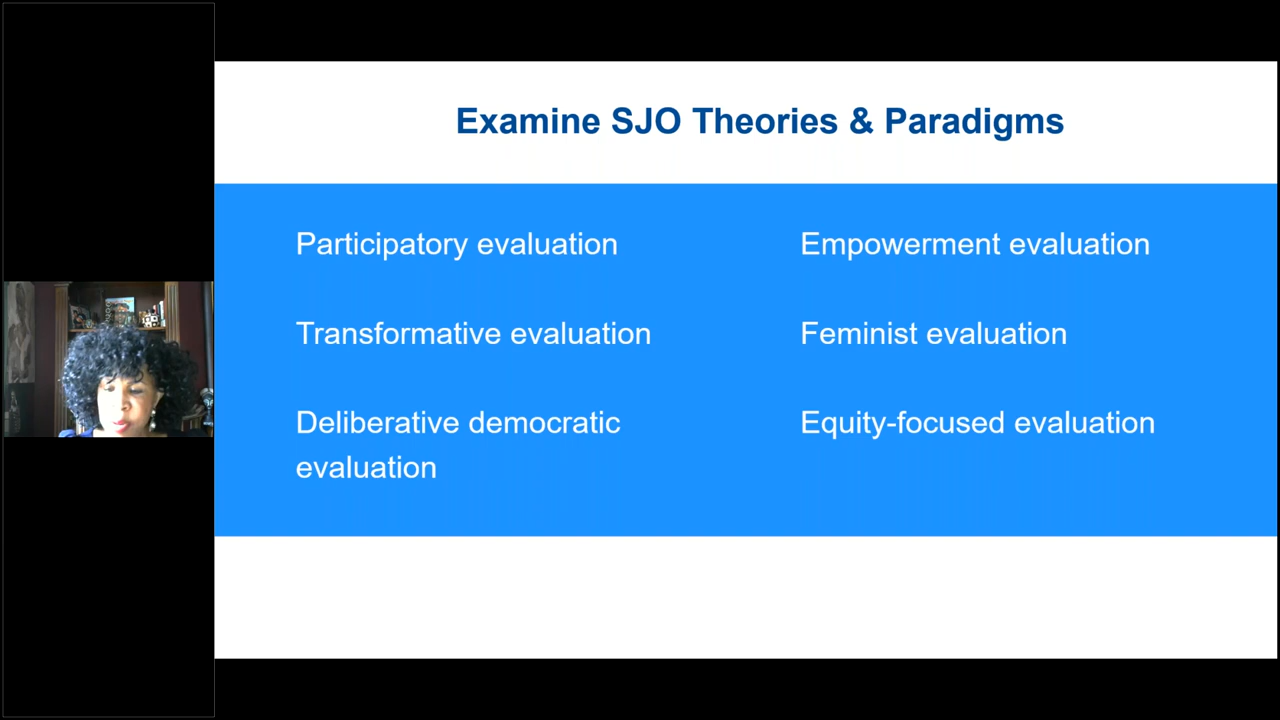 Examine SJO Theories & Paradigms
Participatory evaluation
Transformative evaluation
Deliberative democratic
evaluation
Empowerment evaluation
Feminist evaluation
Equity-focused evaluation